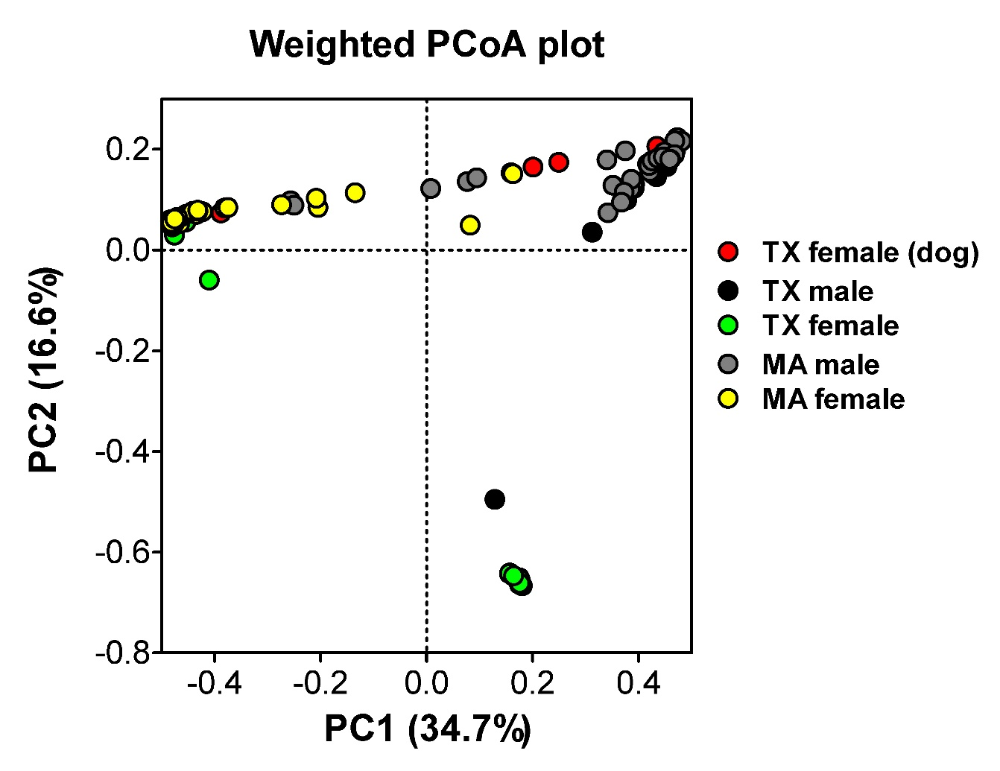 Weighted PCoA plot
0.2
0.0
-0.2
-0.4
-0.6
-0.8
-0.4 -0.2 0.0 0.2 0.4
PC1 (34.7%)
PC2 (16.6%)
TX female (dog)
TX male
TX female
MA male
MA female